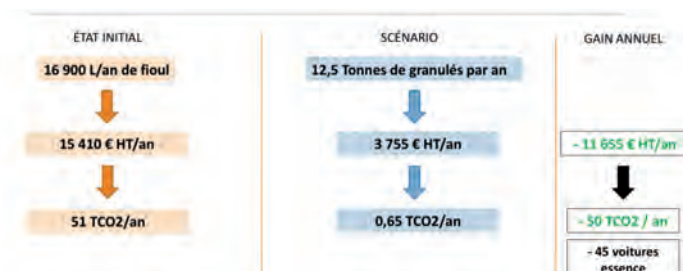 ÉTAT INITIAL
16 900 L/an de fioul
15 410 € HT/an
51 TCO2/an
SCÉNARIO
12,5 Tonnes de granulés par an
3 755 € HT/an
0,65 TCO2/an
GAIN ANNUEL
- 11 655 € HT/an
- 50 TCO2 / an
- 45 voitures
essence